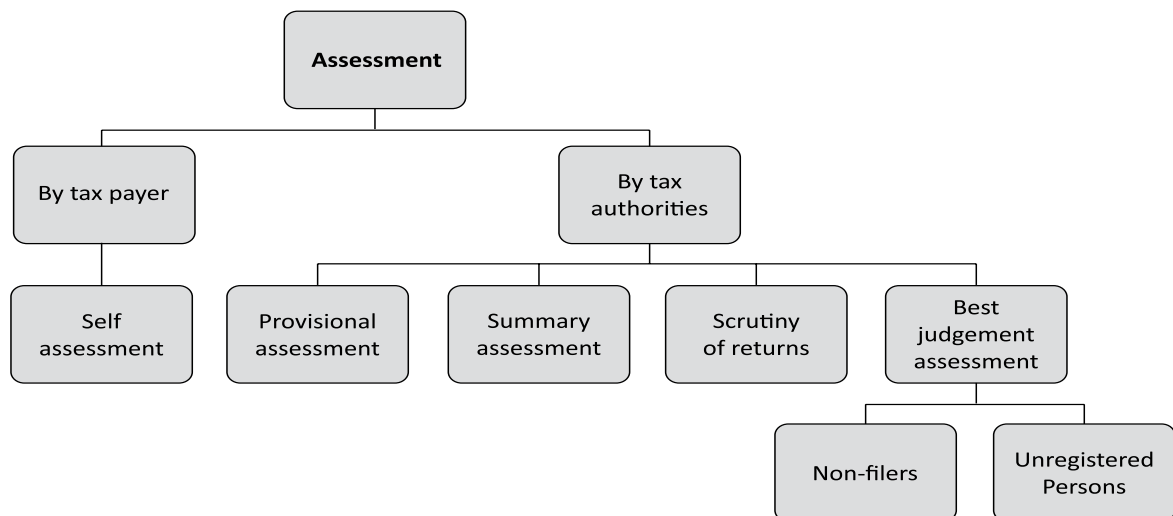 Assessment
By tax payer
By tax
authorities
Self
assessment
Provisional
assessment
Summary
assessment
Scrutiny
of returns
Best
judgement
assessment
Non-filers
Unregistered
Persons